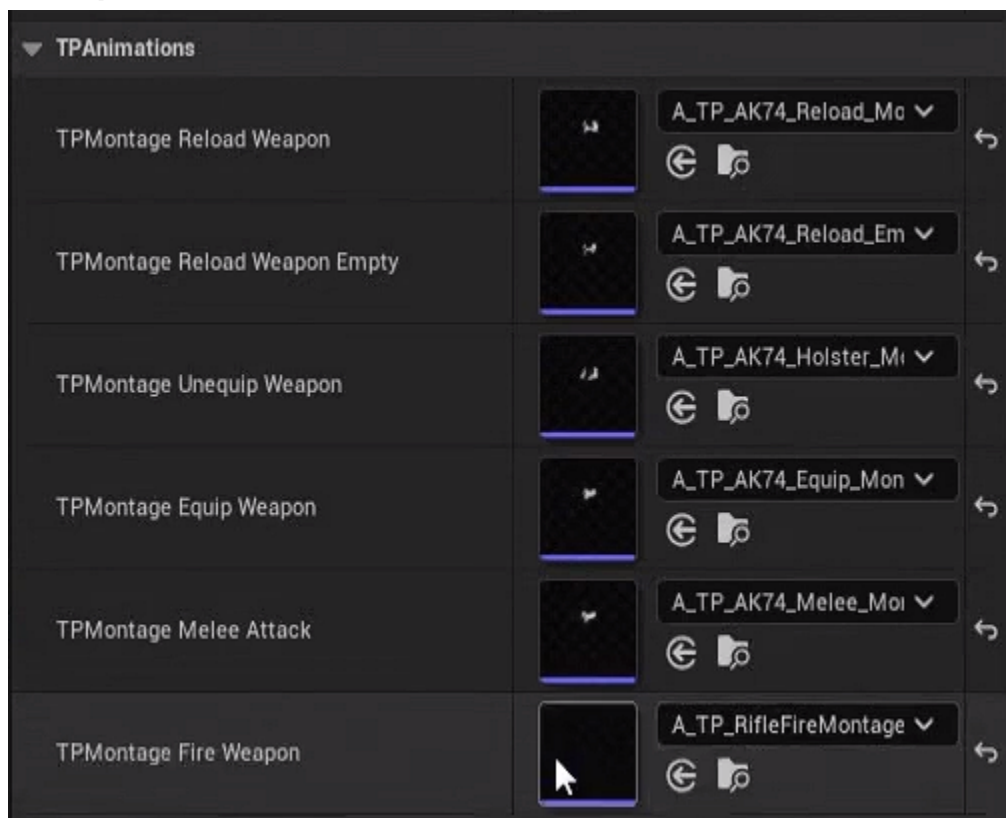 TPAnimations
TPMontage Reload Weapon
A_TP_AK74_Reload_Mo
TPMontage Reload Weapon Empty
A_TP_AK74_Reload_Em
TPMontage Unequip Weapon
A_TP_AK74_Holster_M
TPMontage Equip Weapon
A_TP_AK74_Equip_Mon
TPMontage Melee Attack
A_TP_AK74_Melee_Mo
TPMontage Fire Weapon
A_TP_RifleFireMontage